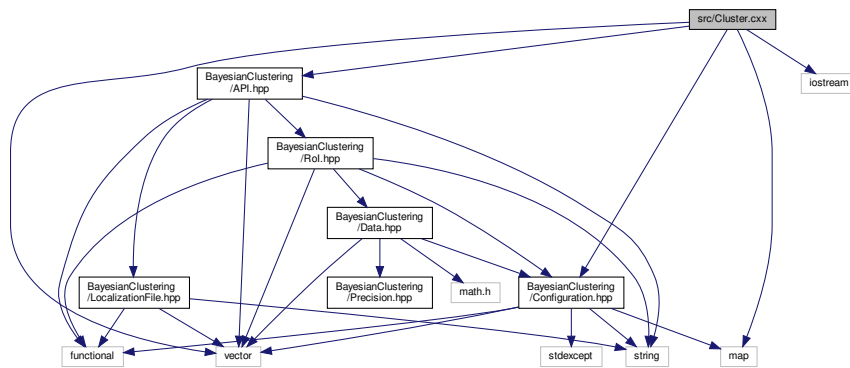 src/Cluster.cxx
BayesianClustering
/API.hpp
iostream
BayesianClustering
/RoI.hpp
BayesianClustering
/Data.hpp
BayesianClustering
/LocalizationFile.hpp
BayesianClustering
/Precision.hpp
math.h
BayesianClustering
/Configuration.hpp
functional
vector
stdexcept
string
map